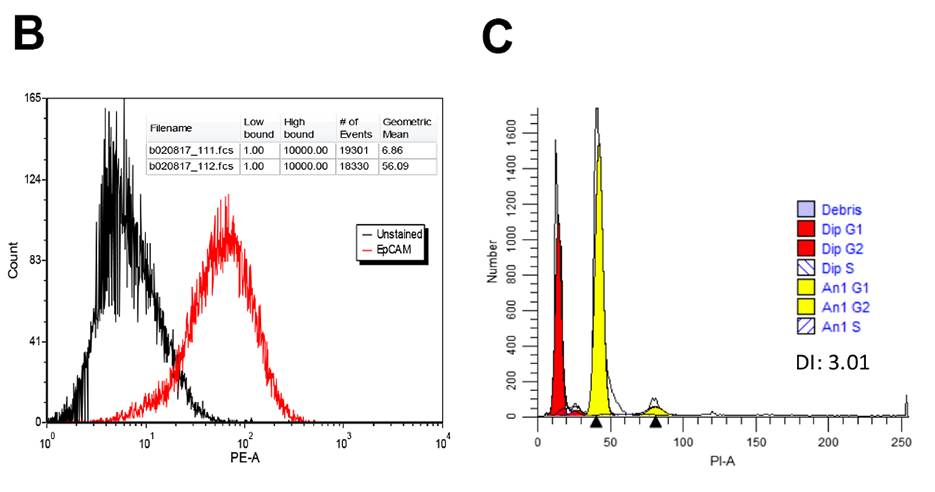 B
165
124
83
41
0
Count
10^0
10^1
10^2
10^3
10^4
PE-A
Filename
Low bound
High bound
# of Events
Geometric Mean
b020817_111.fcs 1.00 10000.00 19301 6.86
b020817_112.fcs 1.00 10000.00 18330 56.09
Unstained
EpCAM
C
Number
1600
1400
1200
1000
800
600
400
200
0
0 50 100 150 200 250
PI-A
Debris
Dip G1
Dip G2
Dip S
An1 G1
An1 G2
An1 S
DI: 3.01